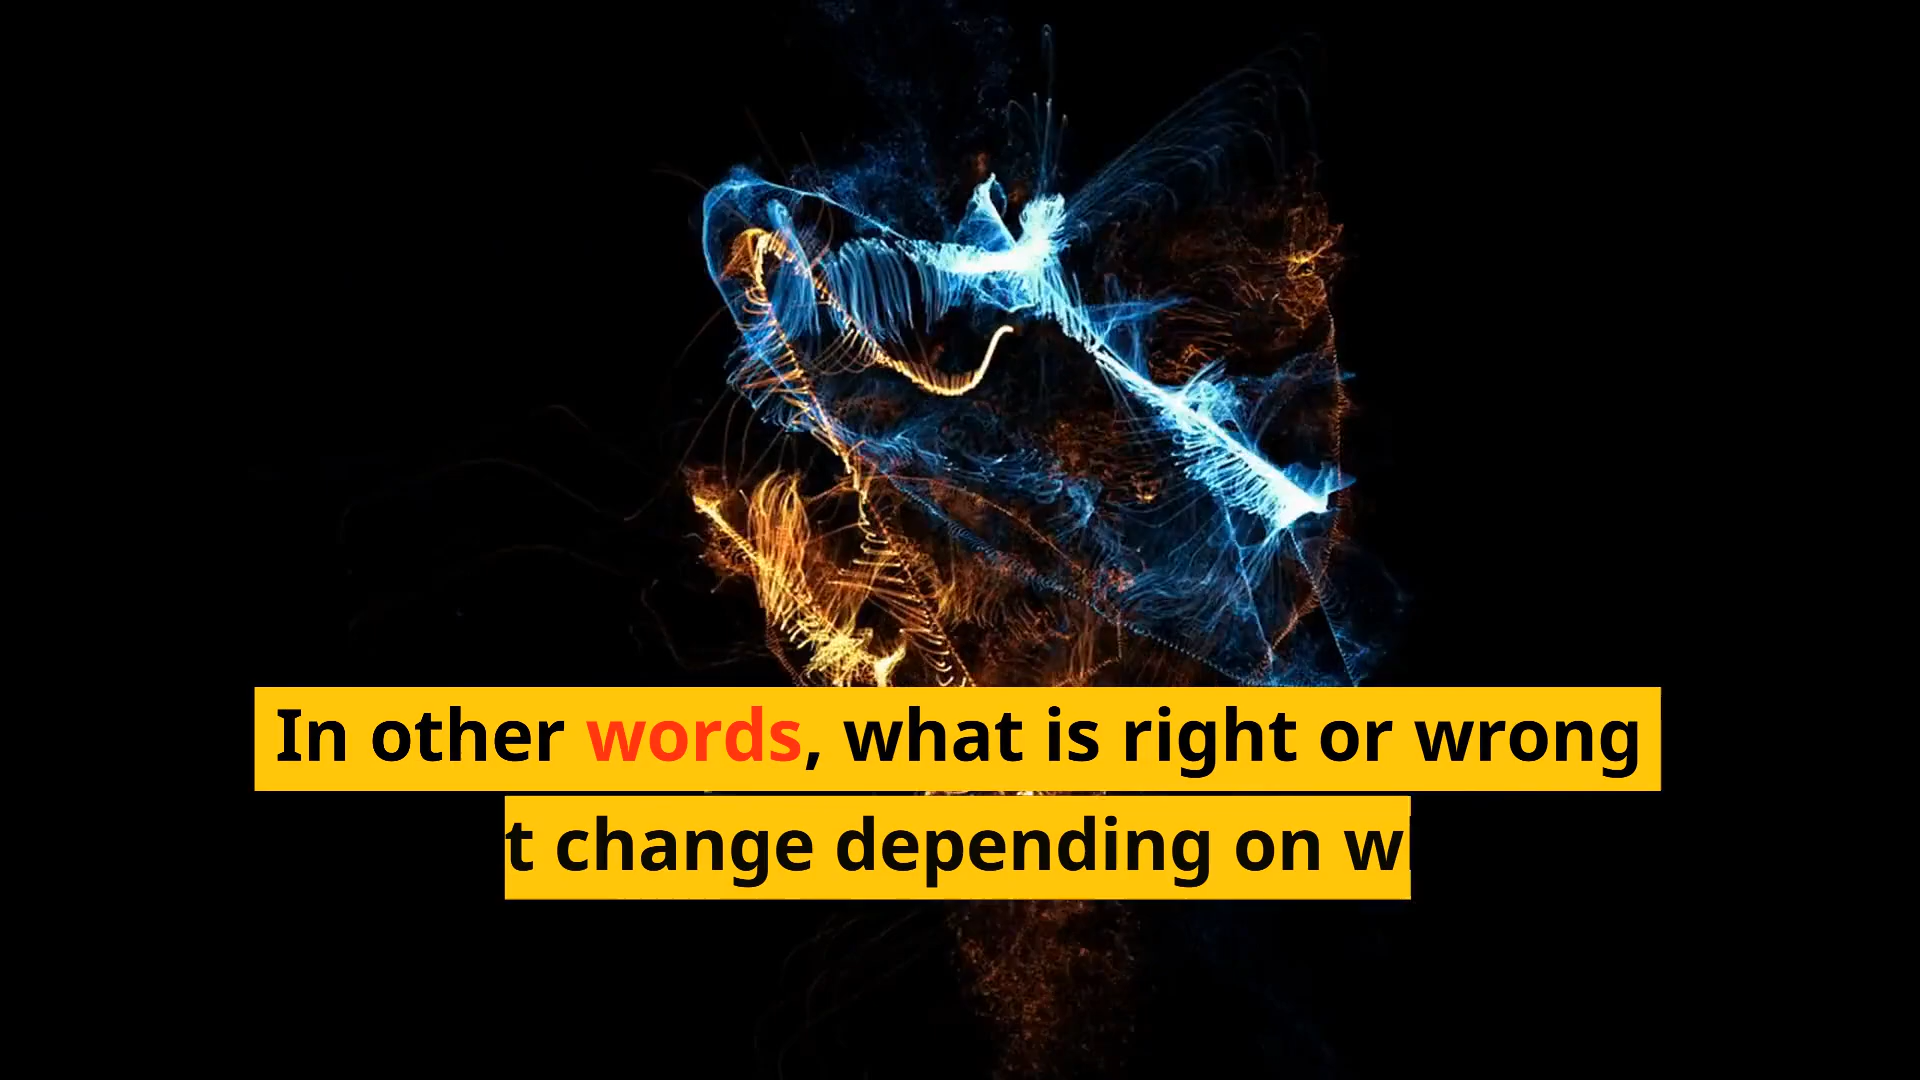 In other words, what is right or wrong
change depending on